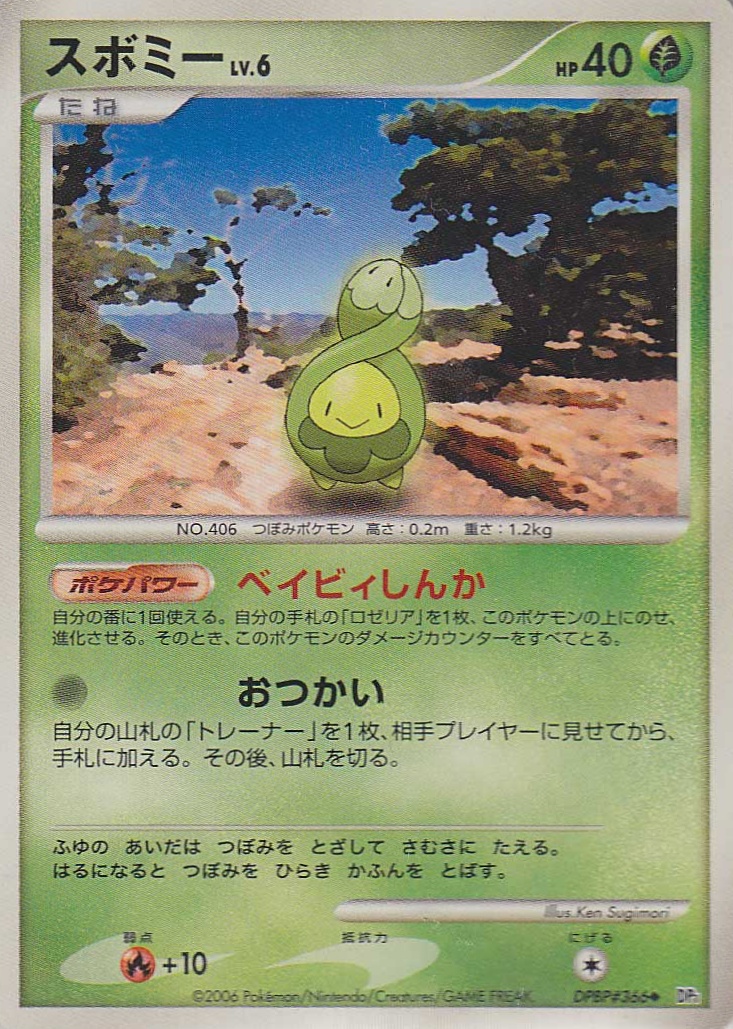 スボミー LV.6 HP 40
たね
NO.406 つぼみポケモン 高さ：0.2m 重さ：1.2kg
ポケパワー ベイビィしんか
自分の番に1回使える。自分の手札の「ロゼリア」を1枚、このポケモンの上にのせ、
進化させる。そのとき、このポケモンのダメージカウンターをすべてとる。
おつかい
自分の山札の「トレーナー」を1枚、相手プレイヤーに見せてから、
手札に加える。その後、山札を切る。
ふゆの あいだは つぼみを とざして さむさに たえる。
はるになると つぼみを ひらき かふんを とばす。
Illus. Ken Sugimori
弱点 抵抗力 にげる
+10
©2006 Pokémon/Nintendo/Creatures/GAME FREAK. DPBP#366◆